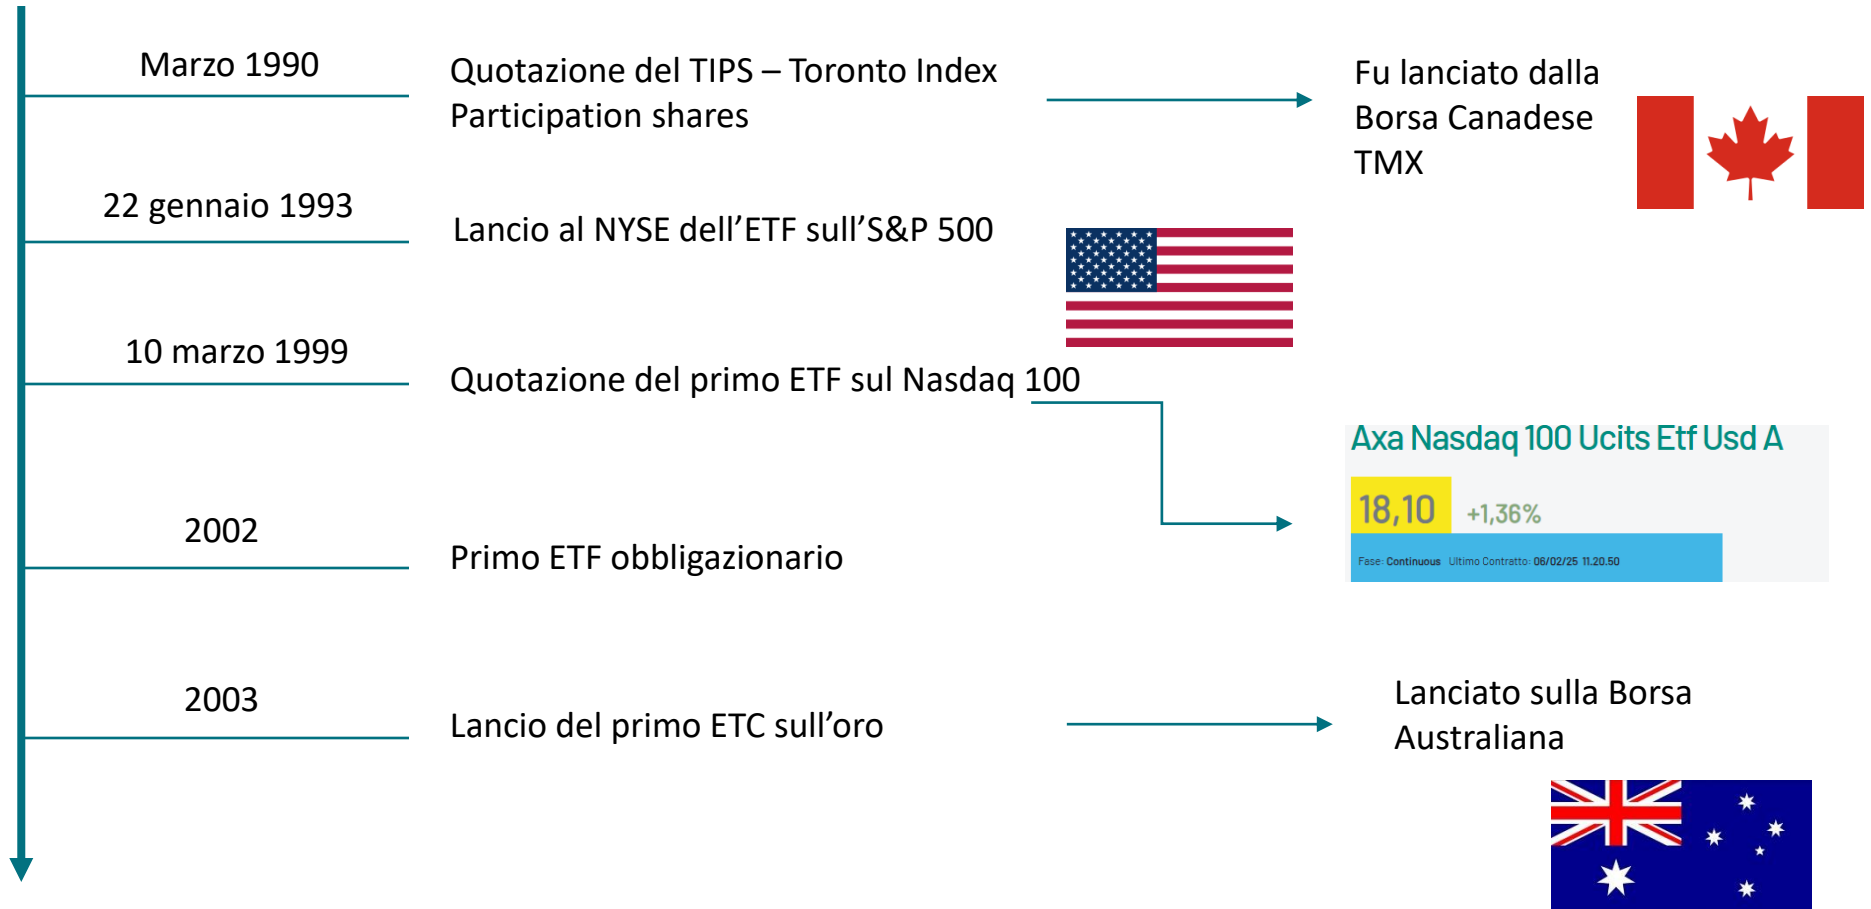 Marzo 1990
Quotazione del TIPS – Toronto Index
Participation shares
Fu lanciato dalla
Borsa Canadese
TMX
22 gennaio 1993
Lancio al NYSE dell’ETF sull’S&P 500
10 marzo 1999
Quotazione del primo ETF sul Nasdaq 100
Axa Nasdaq 100 Ucits Etf Usd A
18,10 +1,36%
Fase: Continuous Ultimo Contratto: 06/02/25 11.20.50
2002
Primo ETF obbligazionario
2003
Lancio del primo ETC sull’oro
Lanciato sulla Borsa
Australiana